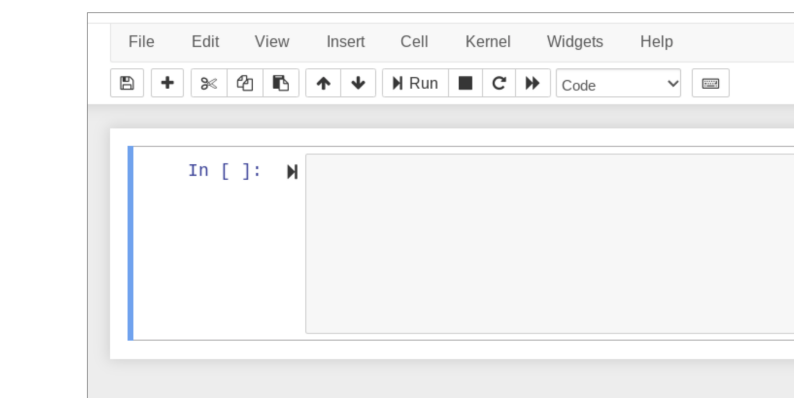 File Edit View Insert Cell Kernel Widgets Help
Run Code
In [ ]: